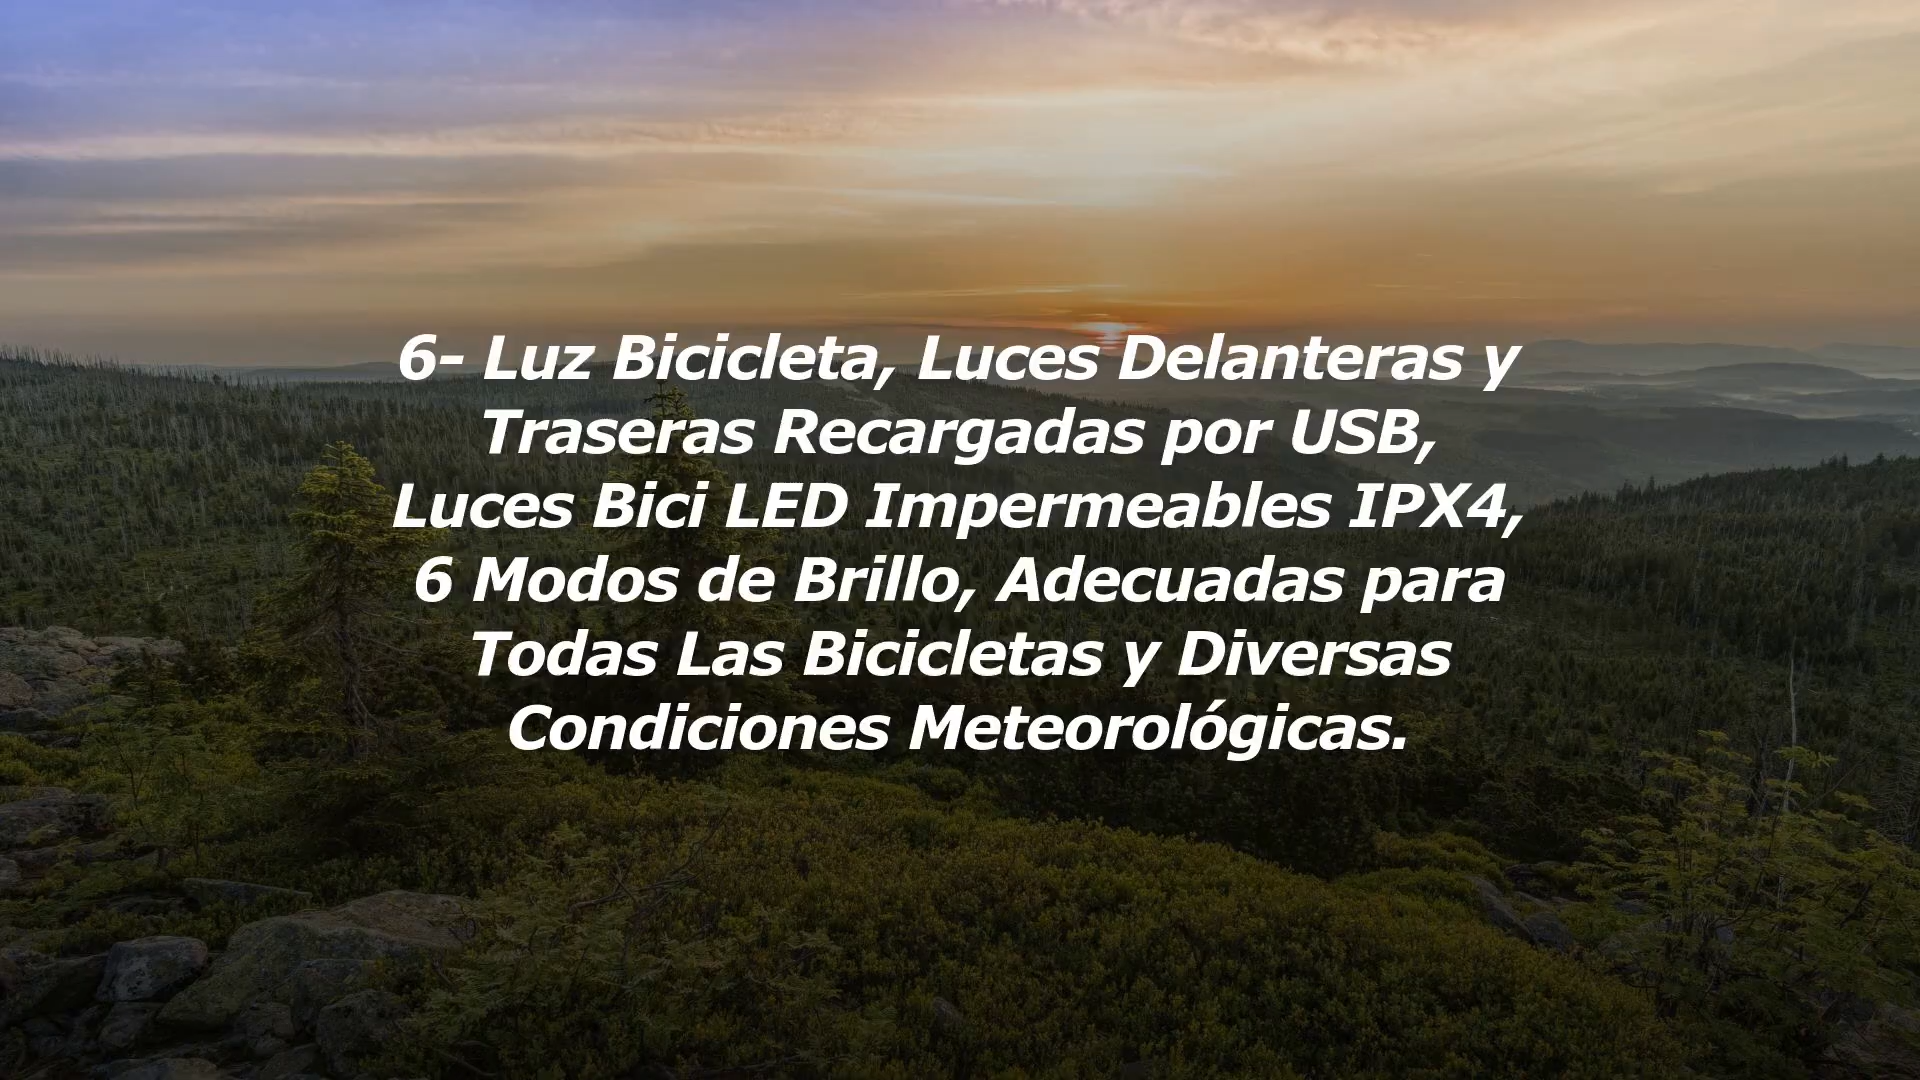 6- Luz Bicicleta, Luces Delanteras y
Traseras Recargadas por USB,
Luces Bici LED Impermeables IPX4,
6 Modos de Brillo, Adecuadas para
Todas Las Bicicletas y Diversas
Condiciones Meteorológicas.